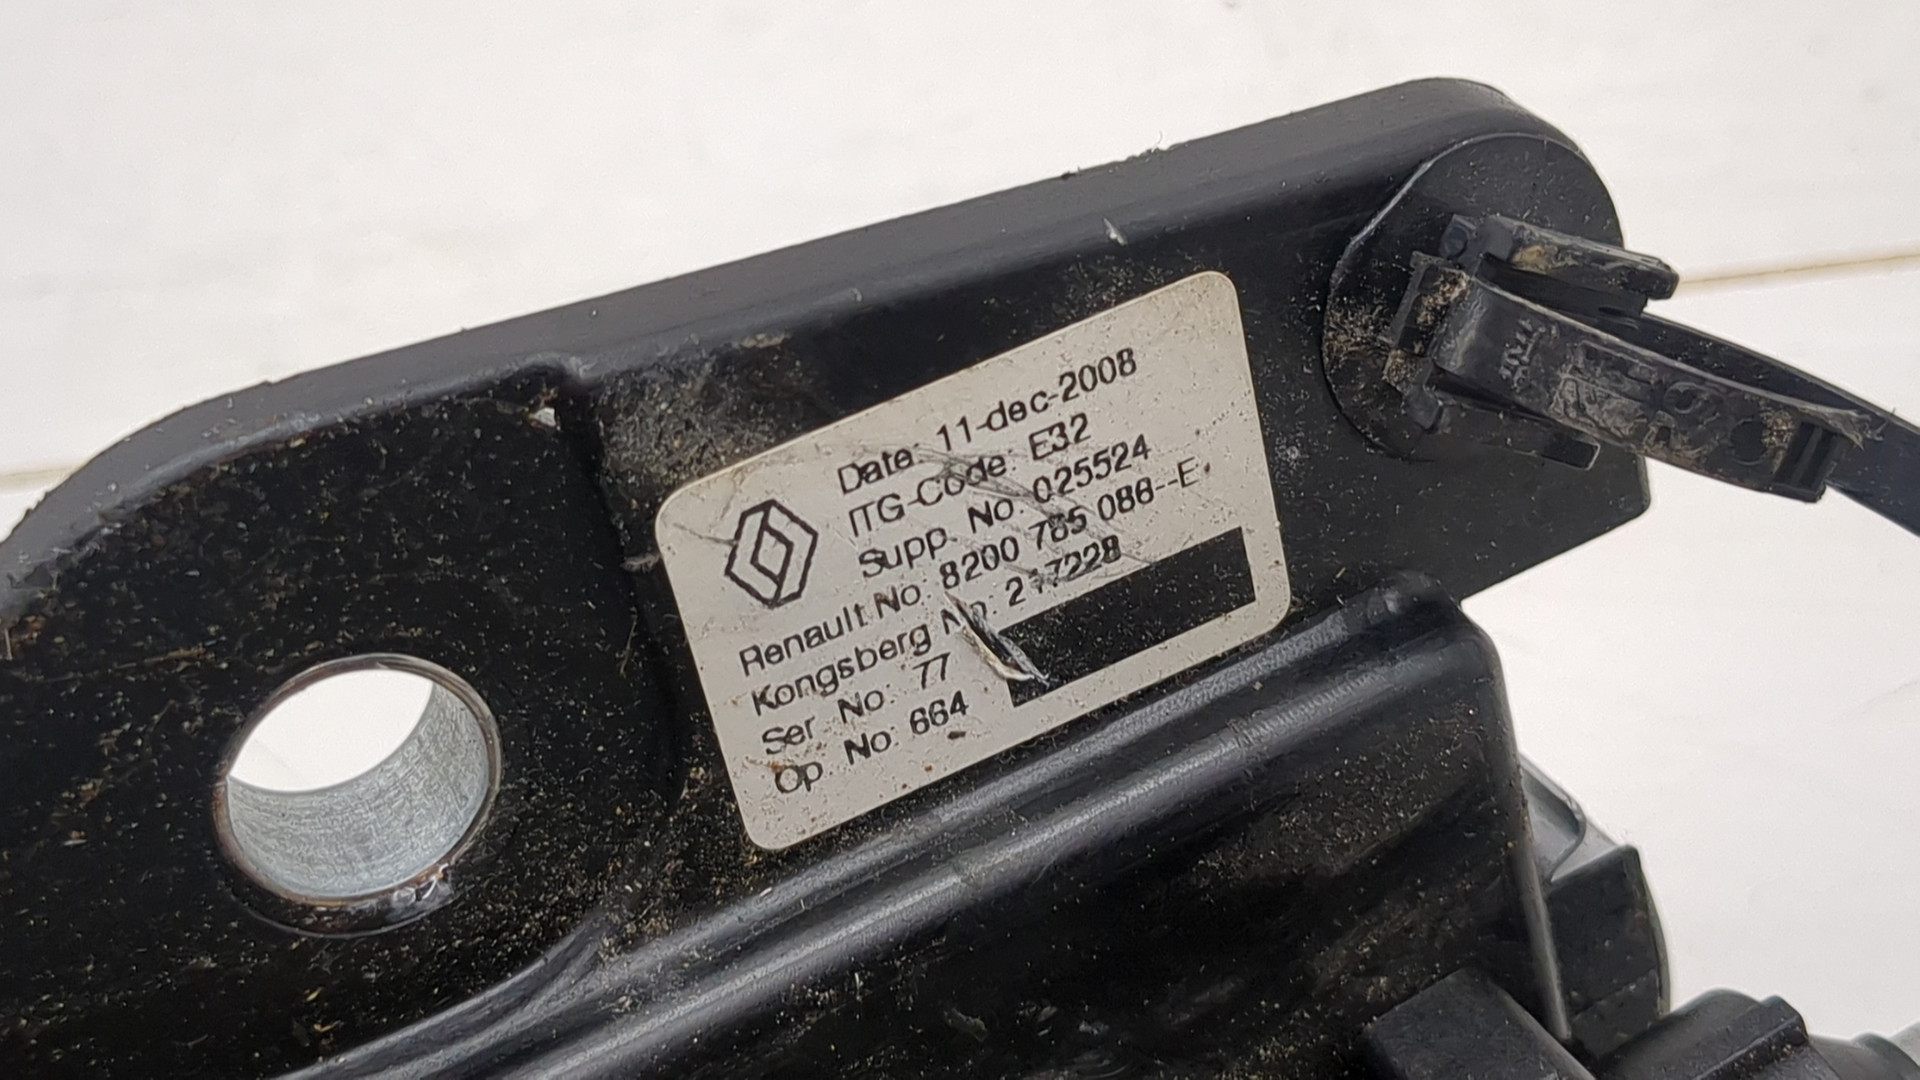 Date: 11-dec-2008
ITG-Code: E32
Supp. No: 025524
Renault No: 8200 785 086--E
Kongsberg No: 217228
Ser. No: 77
Op. No: 664